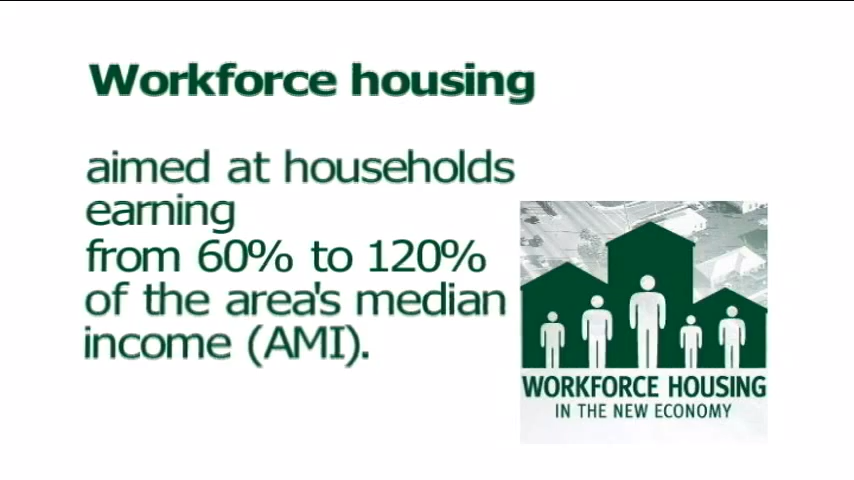 Workforce housing
aimed at households
earning
from 60% to 120%
of the area's median
income (AMI).
WORKFORCE HOUSING
IN THE NEW ECONOMY